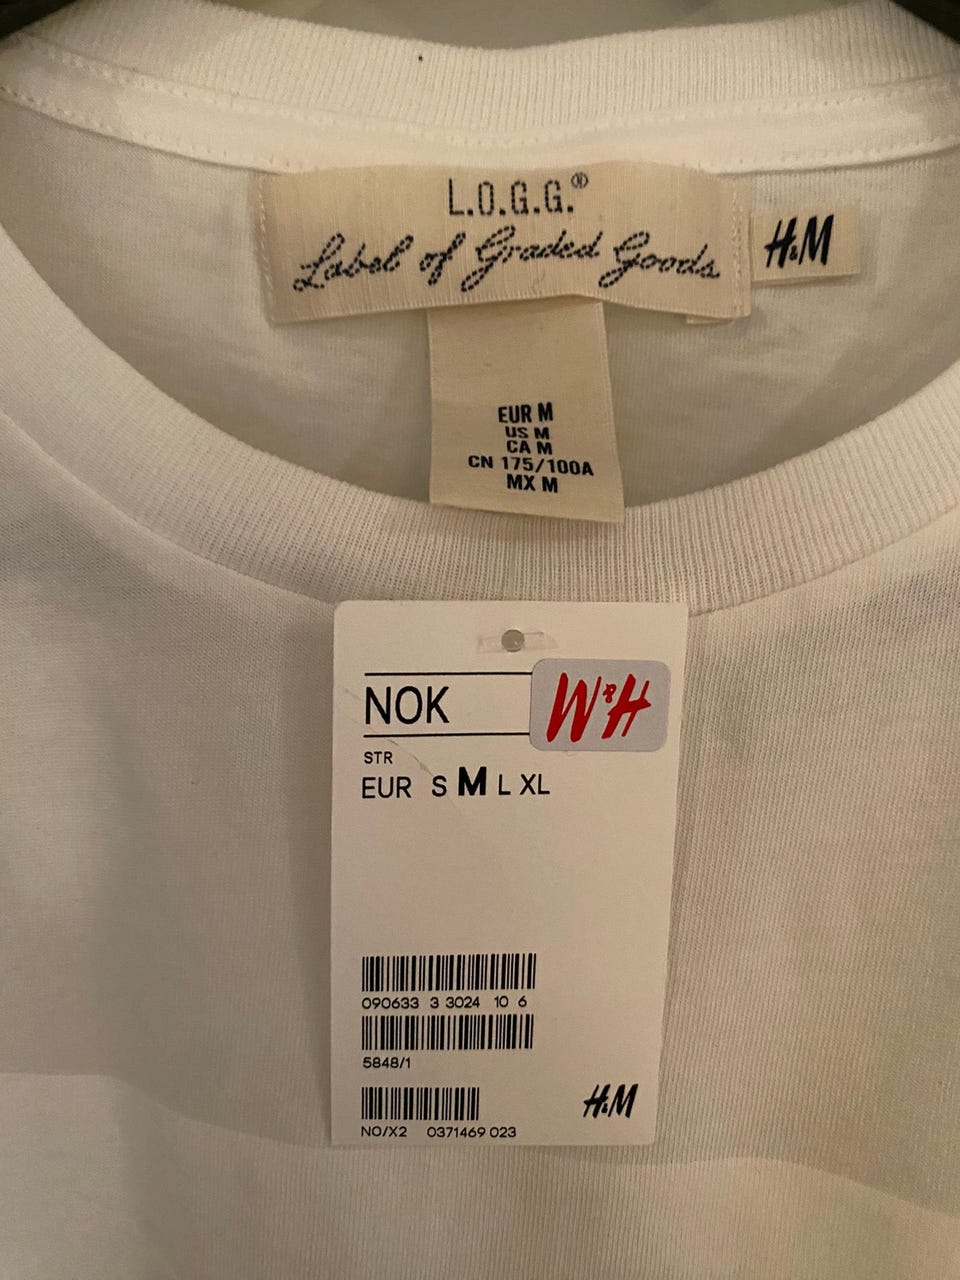 L.O.G.G.®
Label of Graded Goods
H&M
EUR M
US M
CA M
CN 175/100A
MX M
NOK
W&H
STR
EUR S M L XL
090633 3 3024 10 6
5848/1
H&M
NO/X2 0371469 023